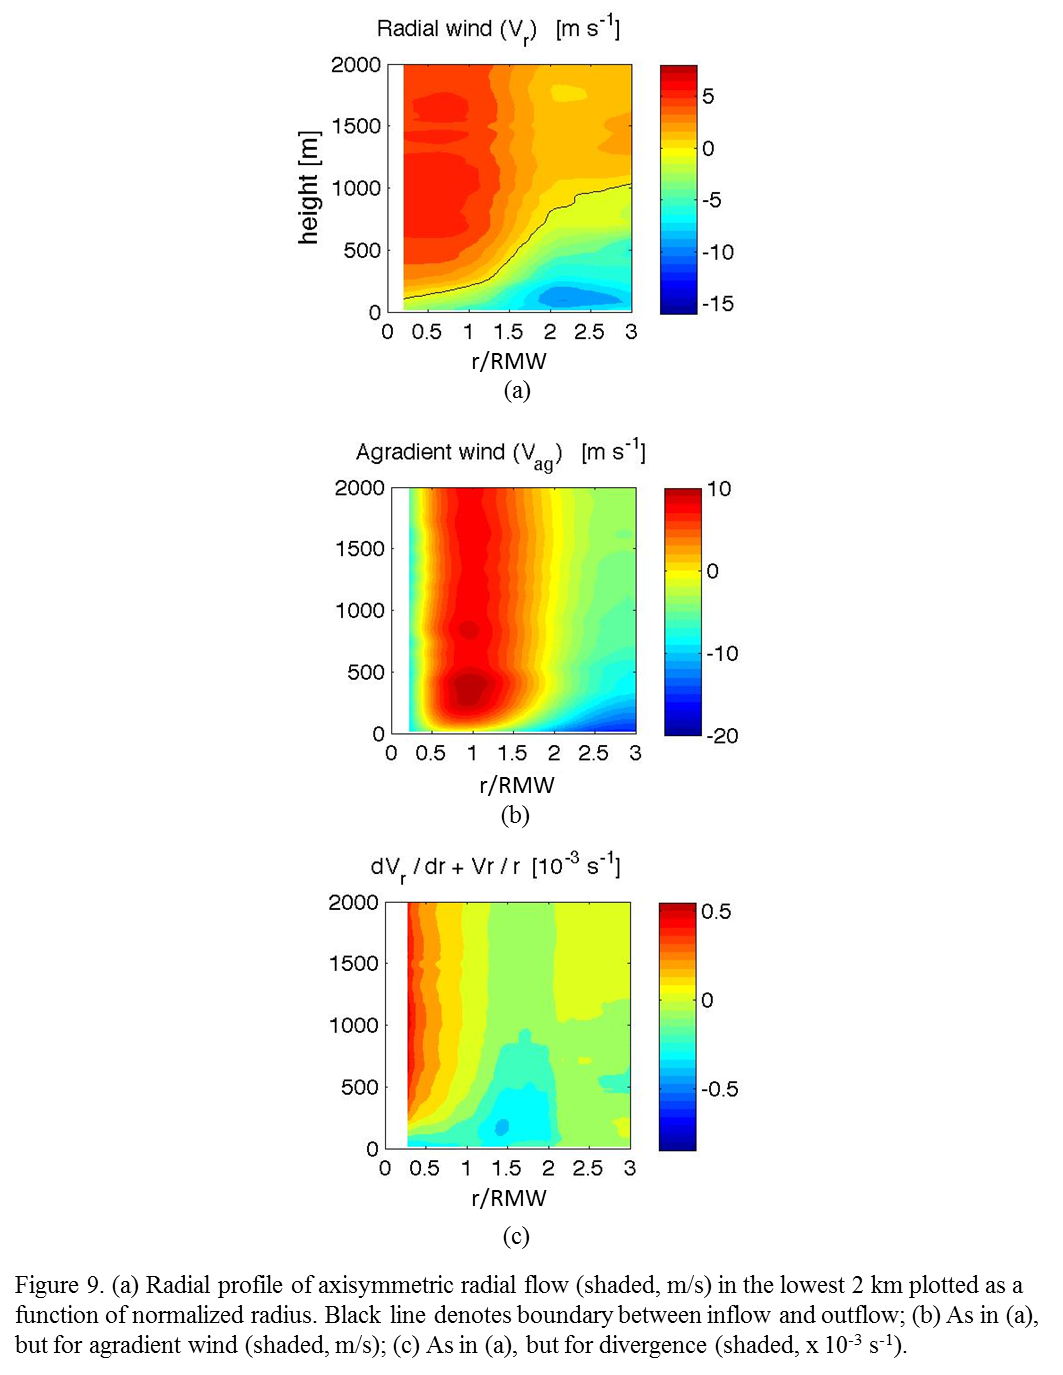 Radial wind (Vr) [m s-1]
2000
1500
1000
500
0
height [m]
0 0.5 1 1.5 2 2.5 3
r/RMW
5
0
-5
-10
-15
(a)
Agradient wind (Vag) [m s-1]
2000
1500
1000
500
0
0 0.5 1 1.5 2 2.5 3
r/RMW
10
0
-10
-20
(b)
dVr / dr + Vr / r [10-3 s-1]
2000
1500
1000
500
0
0 0.5 1 1.5 2 2.5 3
r/RMW
0.5
0
-0.5
(c)
Figure 9. (a) Radial profile of axisymmetric radial flow (shaded, m/s) in the lowest 2 km plotted as a
function of normalized radius. Black line denotes boundary between inflow and outflow; (b) As in (a),
but for agradient wind (shaded, m/s); (c) As in (a), but for divergence (shaded, x 10-3 s-1).